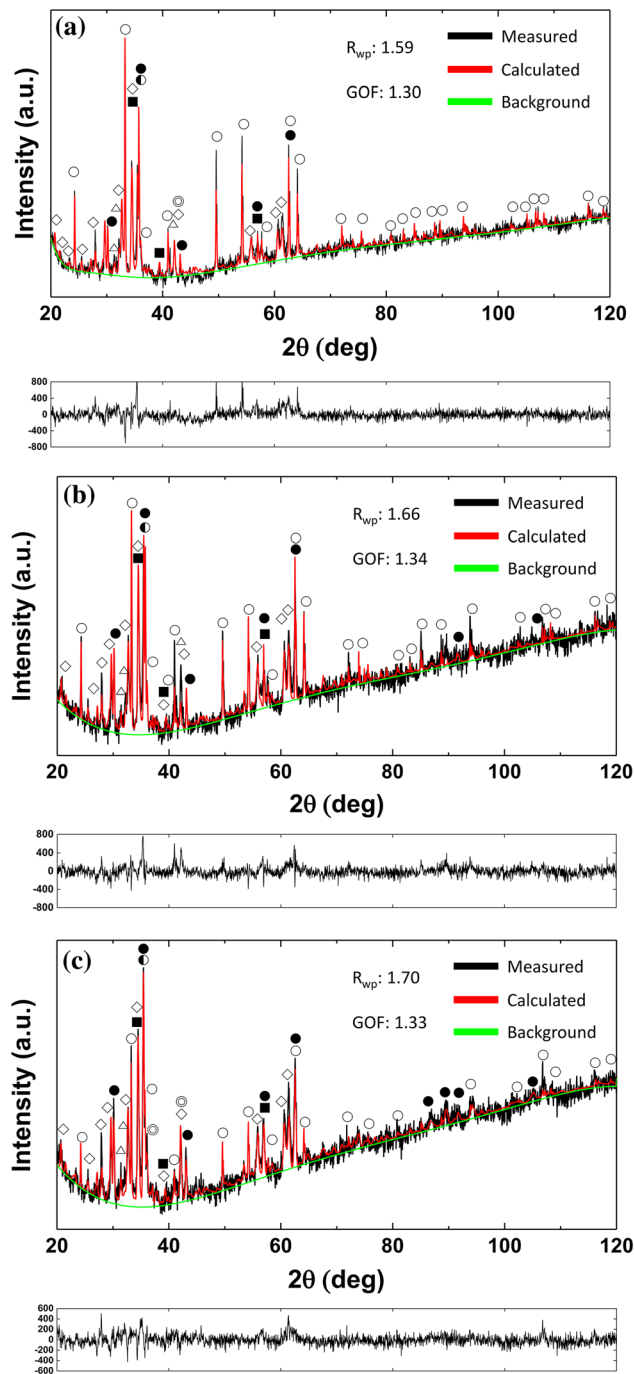 (a)
R_wp: 1.59
GOF: 1.30
Measured
Calculated
Background
Intensity (a.u.)
20 40 60 80 100 120
2θ (deg)
800
400
0
-400
-800
(b)
R_wp: 1.66
GOF: 1.34
Measured
Calculated
Background
Intensity (a.u.)
20 40 60 80 100 120
2θ (deg)
800
400
0
-400
-800
(c)
R_wp: 1.70
GOF: 1.33
Measured
Calculated
Background
Intensity (a.u.)
20 40 60 80 100 120
2θ (deg)
600
400
200
0
-200
-400
-600